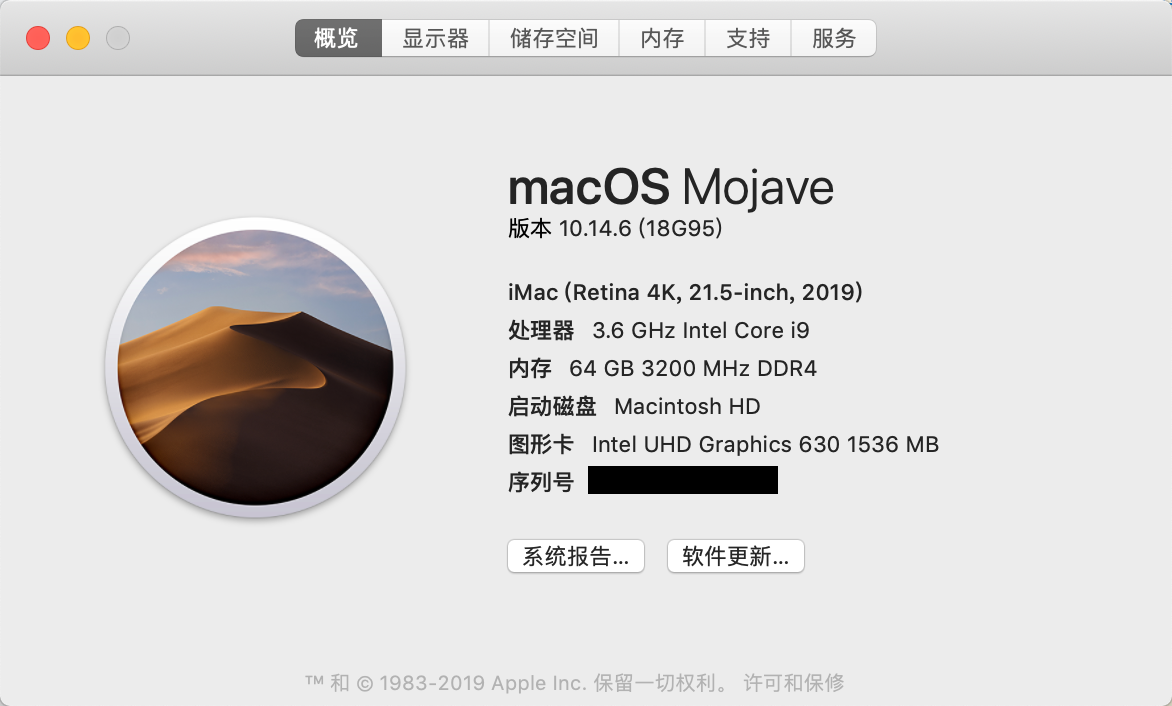 概览 显示器 储存空间 内存 支持 服务
macOS Mojave
版本 10.14.6 (18G95)
iMac (Retina 4K, 21.5-inch, 2019)
处理器 3.6 GHz Intel Core i9
内存 64 GB 3200 MHz DDR4
启动磁盘 Macintosh HD
图形卡 Intel UHD Graphics 630 1536 MB
序列号
系统报告... 软件更新...
™ 和 © 1983-2019 Apple Inc. 保留一切权利。 许可和保修